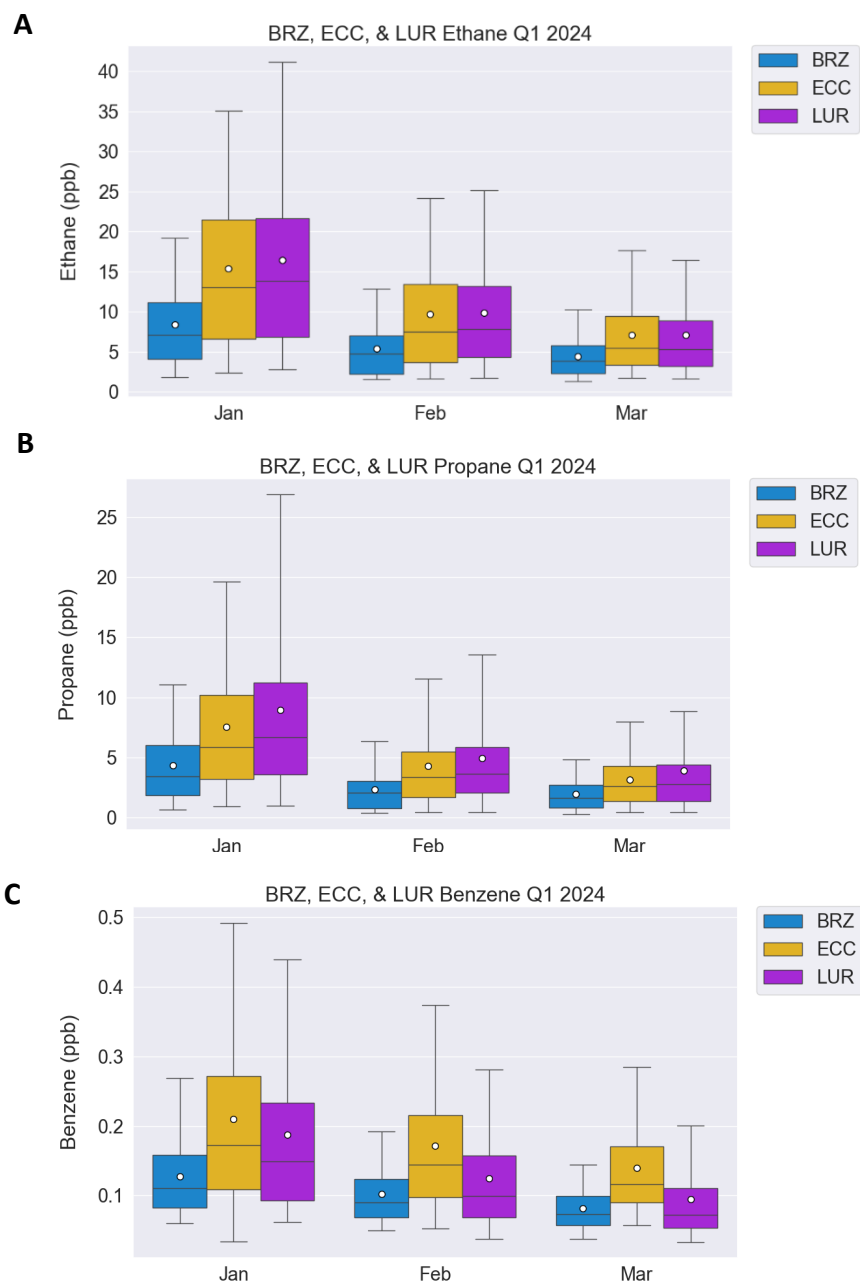 A
BRZ, ECC, & LUR Ethane Q1 2024
BRZ
ECC
LUR
Ethane (ppb)
40
35
30
25
20
15
10
5
0
Jan Feb Mar
B
BRZ, ECC, & LUR Propane Q1 2024
BRZ
ECC
LUR
Propane (ppb)
25
20
15
10
5
0
Jan Feb Mar
C
BRZ, ECC, & LUR Benzene Q1 2024
BRZ
ECC
LUR
Benzene (ppb)
0.5
0.4
0.3
0.2
0.1
Jan Feb Mar